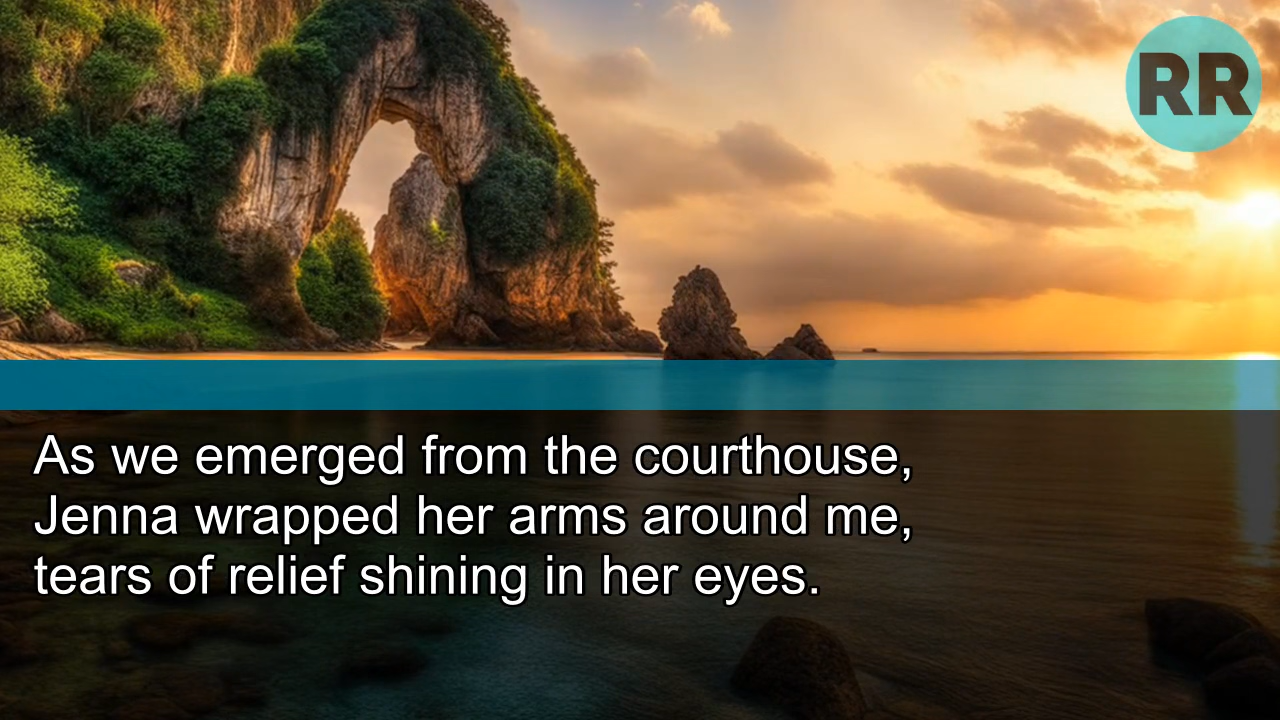 RR
As we emerged from the courthouse,
Jenna wrapped her arms around me,
tears of relief shining in her eyes.